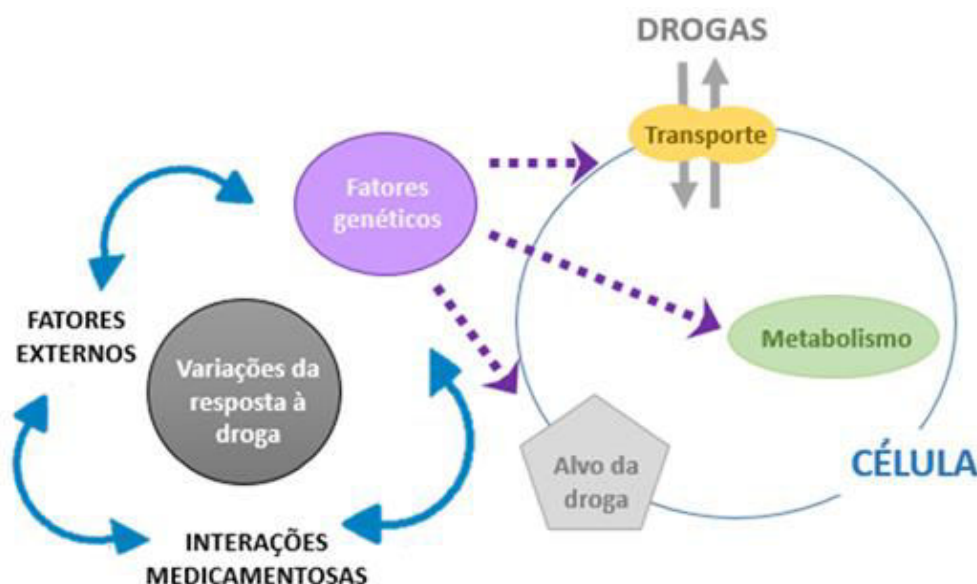 DROGAS
Transporte
Fatores
genéticos
FATORES
EXTERNOS
Variações da
resposta à
droga
Metabolismo
Alvo da
droga
CÉLULA
INTERAÇÕES
MEDICAMENTOSAS